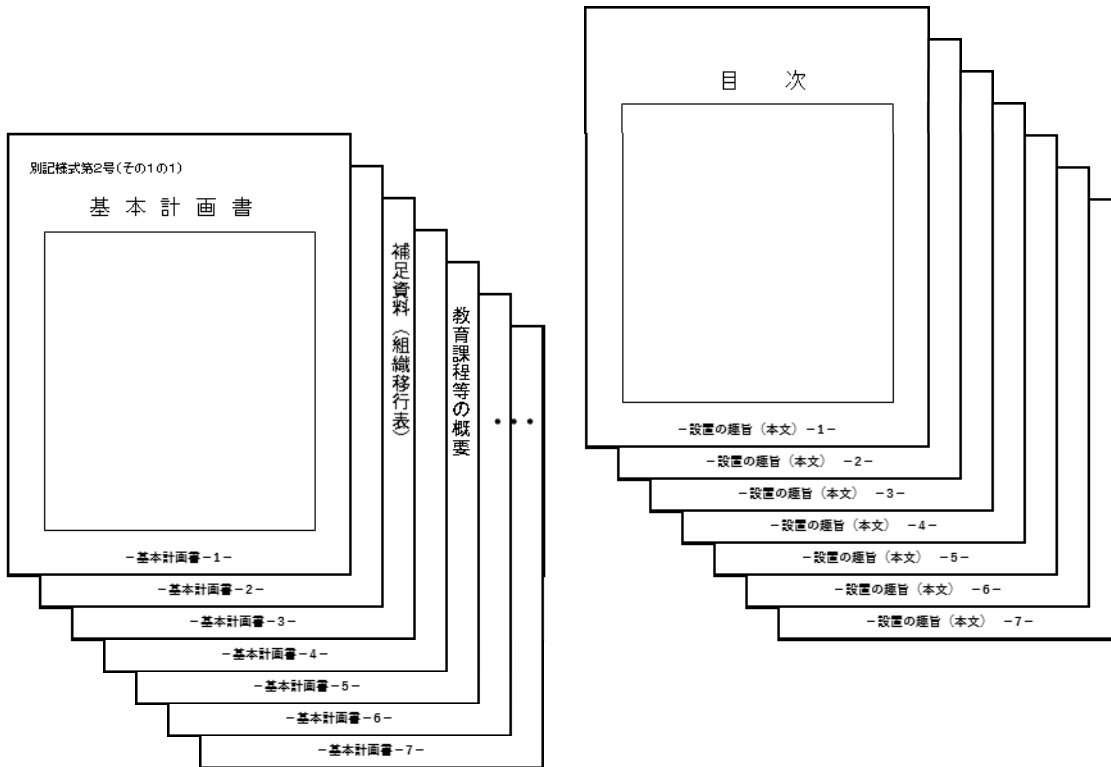 別記様式第2号(その1の1)
基本計画書
補足資料（組織移行表）
教育課程等の概要
・・・
－基本計画書－1－
－基本計画書－2－
－基本計画書－3－
－基本計画書－4－
－基本計画書－5－
－基本計画書－6－
－基本計画書－7－
目　次
－設置の趣旨（本文）－1－
－設置の趣旨（本文）　－2－
－設置の趣旨（本文）　－3－
－設置の趣旨（本文）　－4－
－設置の趣旨（本文）　－5－
－設置の趣旨（本文）　－6－
－設置の趣旨（本文）　－7－